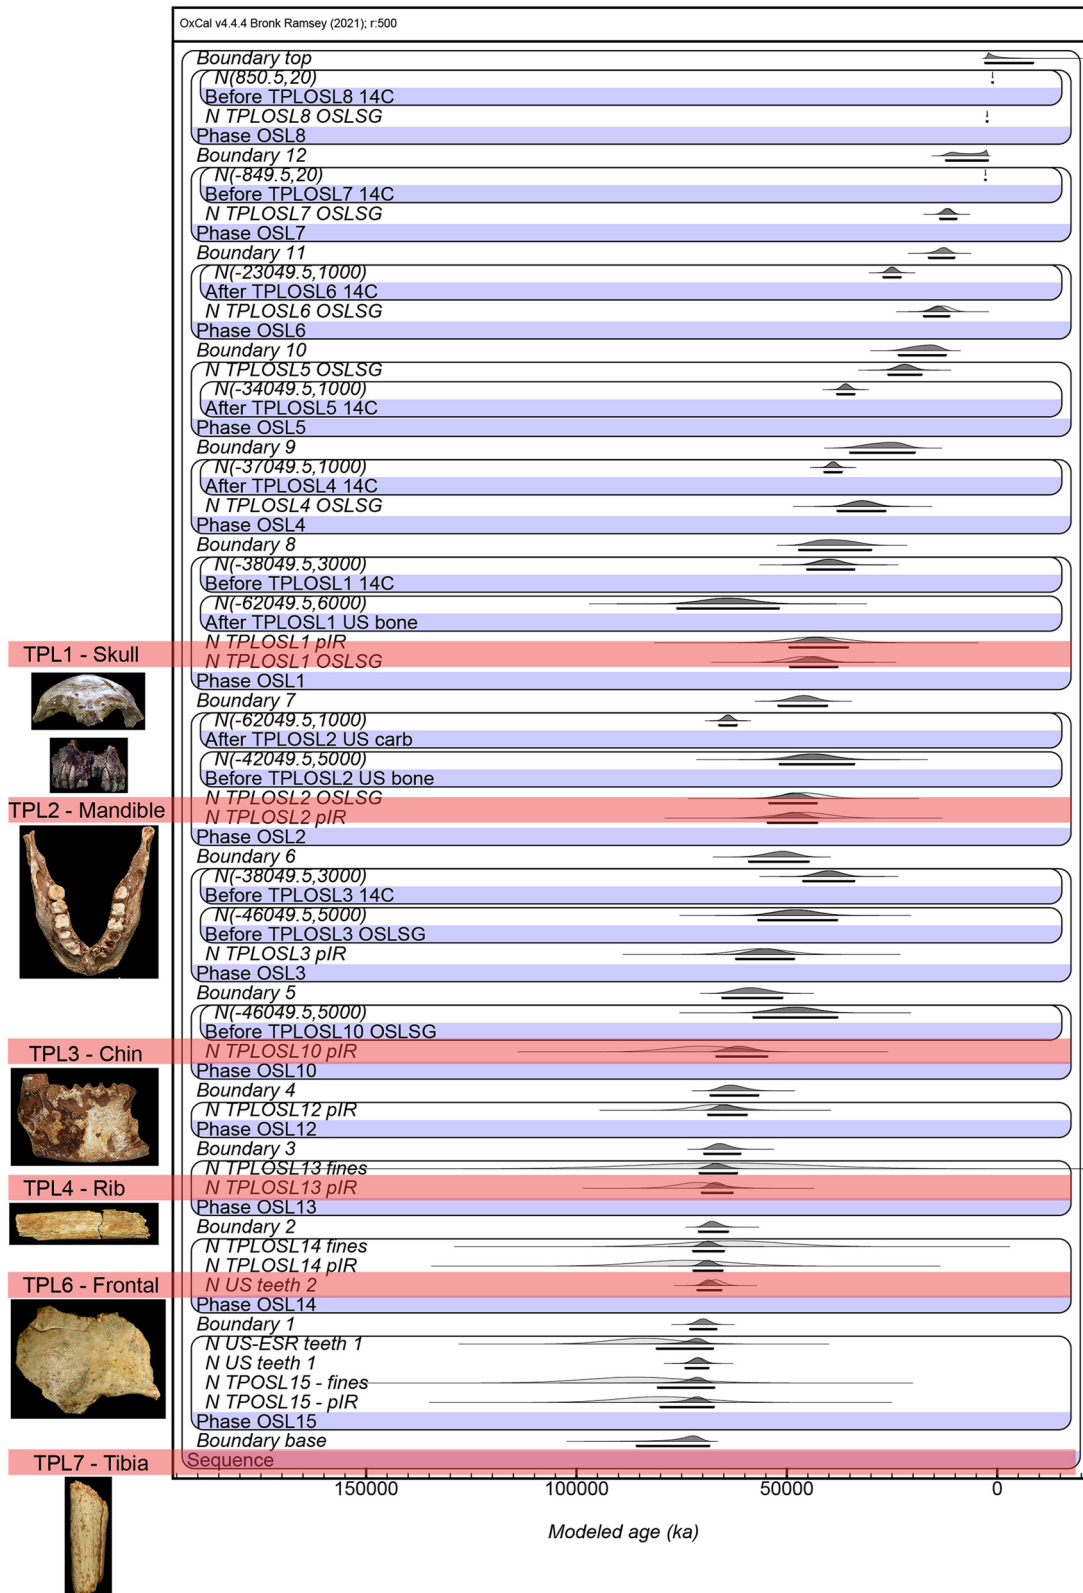 OxCal v4.4.4 Bronk Ramsey (2021); r:500
Boundary top
N(850.5,20)
Before TPLOSL8 14C
N TPLOSL8 OSLSG
Phase OSL8
Boundary 12
N(-849.5,20)
Before TPLOSL7 14C
N TPLOSL7 OSLSG
Phase OSL7
Boundary 11
N(-23049.5,1000)
After TPLOSL6 14C
N TPLOSL6 OSLSG
Phase OSL6
Boundary 10
N TPLOSL5 OSLSG
N(-34049.5,1000)
After TPLOSL5 14C
Phase OSL5
Boundary 9
N(-37049.5,1000)
After TPLOSL4 14C
N TPLOSL4 OSLSG
Phase OSL4
Boundary 8
N(-38049.5,3000)
Before TPLOSL1 14C
N(-62049.5,6000)
After TPLOSL1 US bone
N TPLOSL1 pIR
TPL1 - Skull
N TPLOSL1 OSLSG
Phase OSL1
Boundary 7
N(-62049.5,1000)
After TPLOSL2 US carb
N(-42049.5,5000)
Before TPLOSL2 US bone
N TPLOSL2 OSLSG
TPL2 - Mandible
N TPLOSL2 pIR
Phase OSL2
Boundary 6
N(-38049.5,3000)
Before TPLOSL3 14C
N(-46049.5,5000)
Before TPLOSL3 OSLSG
N TPLOSL3 pIR
Phase OSL3
Boundary 5
N(-46049.5,5000)
Before TPLOSL10 OSLSG
TPL3 - Chin
N TPLOSL10 pIR
Phase OSL10
Boundary 4
N TPLOSL12 pIR
Phase OSL12
Boundary 3
N TPLOSL13 fines
TPL4 - Rib
N TPLOSL13 pIR
Phase OSL13
Boundary 2
N TPLOSL14 fines
N TPLOSL14 pIR
TPL6 - Frontal
N US teeth 2
Phase OSL14
Boundary 1
N US-ESR teeth 1
N US teeth 1
N TPOSL15 - fines
N TPOSL15 - pIR
Phase OSL15
Boundary base
TPL7 - Tibia
Sequence
150000 100000 50000 0
Modeled age (ka)